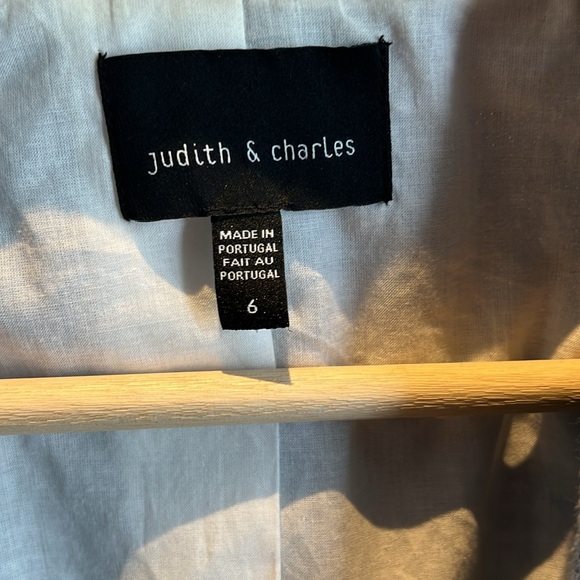 judith & charles
MADE IN
PORTUGAL
FAIT AU
PORTUGAL
6